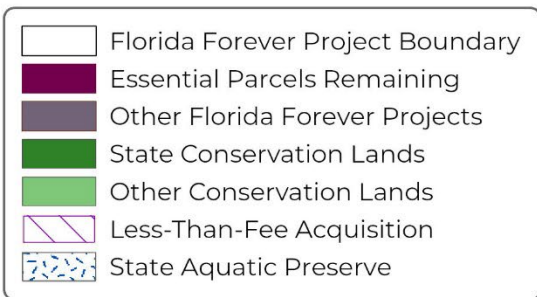 Florida Forever Project Boundary
Essential Parcels Remaining
Other Florida Forever Projects
State Conservation Lands
Other Conservation Lands
Less-Than-Fee Acquisition
State Aquatic Preserve